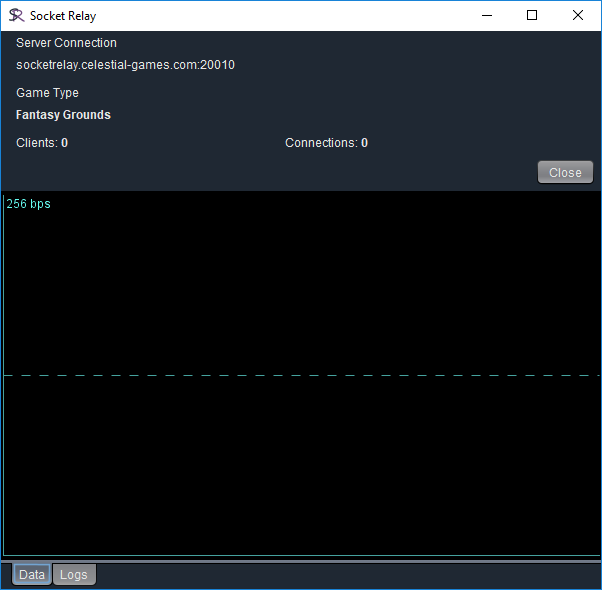 Socket Relay
Server Connection
socketrelay.celestial-games.com:20010
Game Type
Fantasy Grounds
Clients: 0
Connections: 0
Close
256 bps
Data
Logs